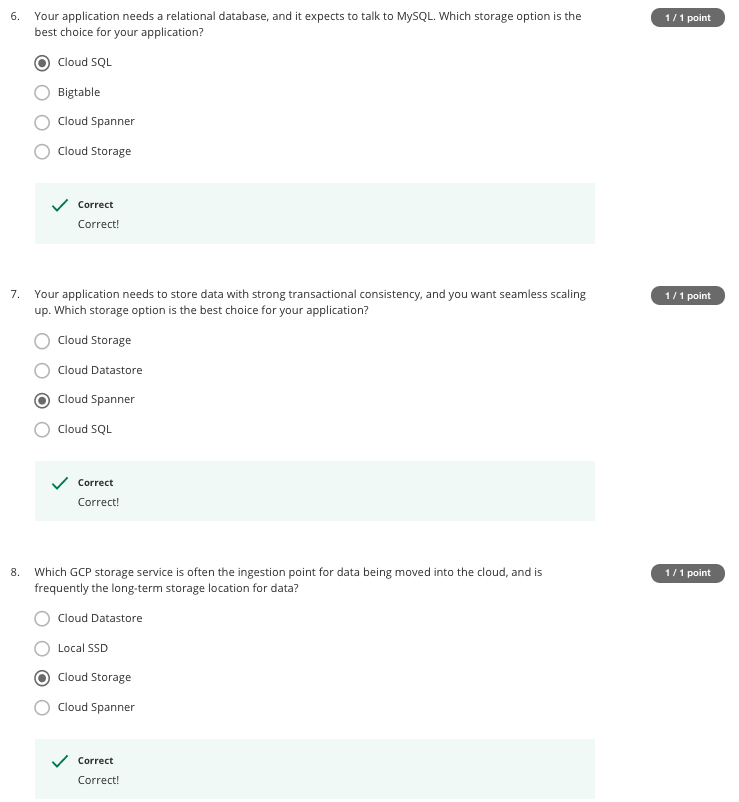 6. Your application needs a relational database, and it expects to talk to MySQL. Which storage option is the
best choice for your application?
1 / 1 point
Cloud SQL
Bigtable
Cloud Spanner
Cloud Storage
Correct
Correct!
7. Your application needs to store data with strong transactional consistency, and you want seamless scaling
up. Which storage option is the best choice for your application?
1 / 1 point
Cloud Storage
Cloud Datastore
Cloud Spanner
Cloud SQL
Correct
Correct!
8. Which GCP storage service is often the ingestion point for data being moved into the cloud, and is
frequently the long-term storage location for data?
1 / 1 point
Cloud Datastore
Local SSD
Cloud Storage
Cloud Spanner
Correct
Correct!